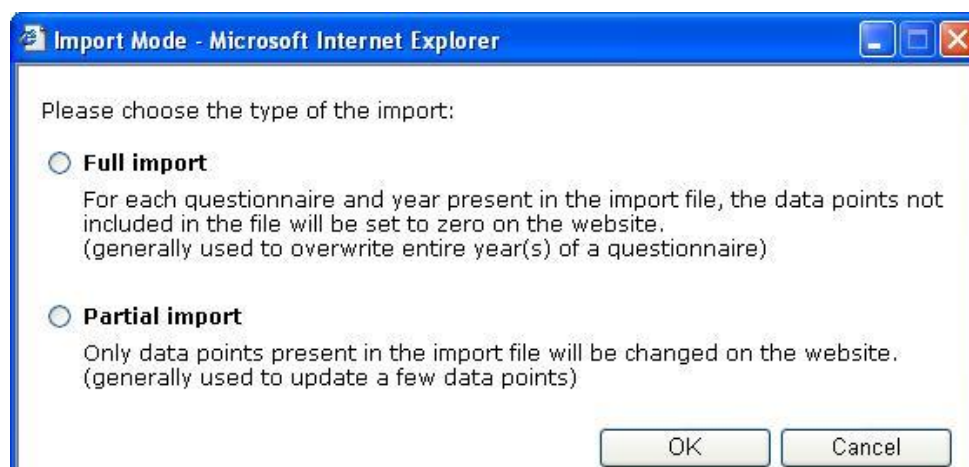 Import Mode - Microsoft Internet Explorer
Please choose the type of the import:
Full import
For each questionnaire and year present in the import file, the data points not
included in the file will be set to zero on the website.
(generally used to overwrite entire year(s) of a questionnaire)
Partial import
Only data points present in the import file will be changed on the website.
(generally used to update a few data points)
OK Cancel